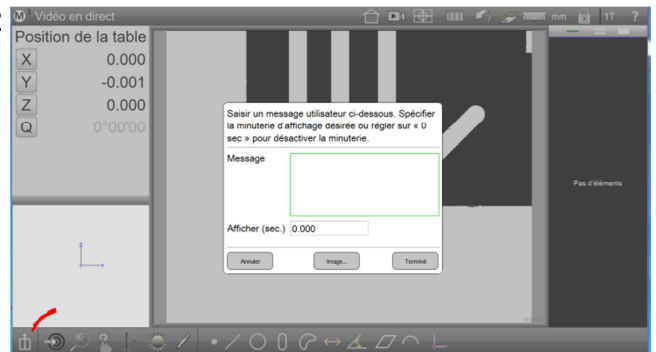 M³ Vidéo en direct
mm
1T
?
Position de la table
X 0.000
Y -0.001
Z 0.000
Q 0°00'00
Saisir un message utilisateur ci-dessous. Spécifier
la minuterie d'affichage désirée ou régler sur « 0
sec » pour désactiver la minuterie.
Message
Afficher (sec.) 0.000
Annuler
Image...
Terminé
Pas d'éléments